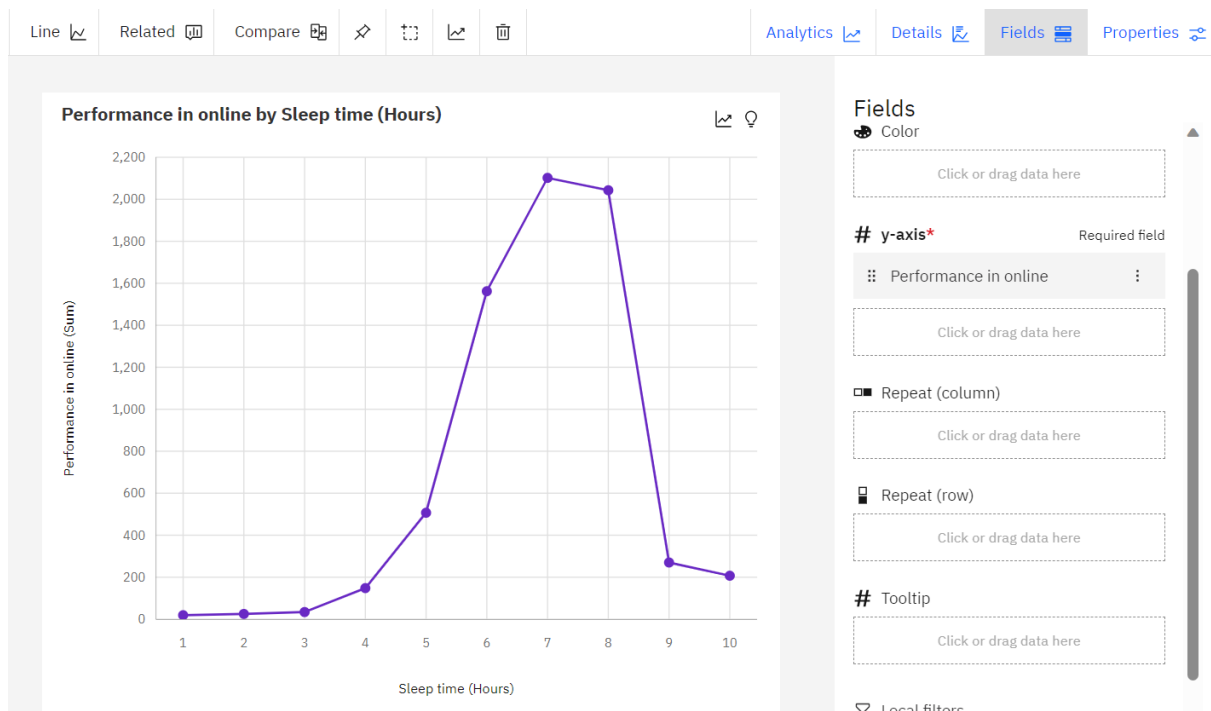 Line
Related
Compare
Analytics
Details
Fields
Properties
Performance in online by Sleep time (Hours)
2,200
2,000
1,800
1,600
1,400
1,200
1,000
800
600
400
200
0
Performance in online (Sum)
1 2 3 4 5 6 7 8 9 10
Sleep time (Hours)
Fields
Color
Click or drag data here
# y-axis* Required field
Performance in online
Click or drag data here
Repeat (column)
Click or drag data here
Repeat (row)
Click or drag data here
# Tooltip
Click or drag data here
Local filters